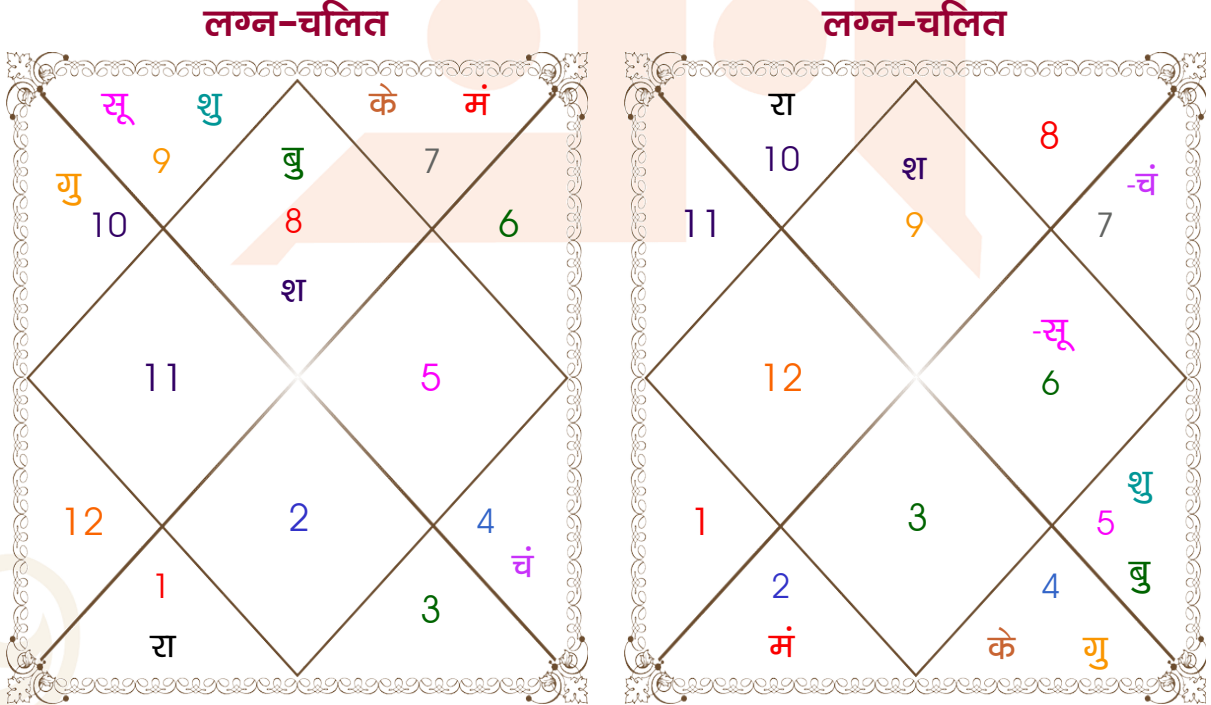 लग्न-चलित
सू शु के मं
9 बु 7
गु
10 8 6
श
11 5
12 2 4
चं
1 3
रा
लग्न-चलित
रा 8
10 श -चं
11 9 7
-सू
12 6
शु
1 3 5
2 4 बु
मं के गु